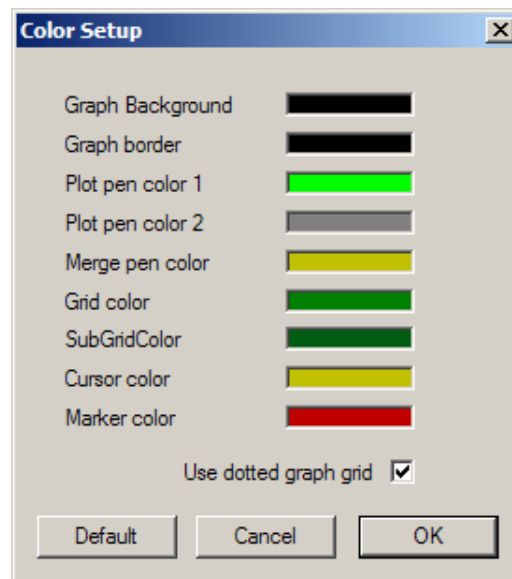 Color Setup
Graph Background
Graph border
Plot pen color 1
Plot pen color 2
Merge pen color
Grid color
SubGridColor
Cursor color
Marker color
Use dotted graph grid
Default Cancel OK